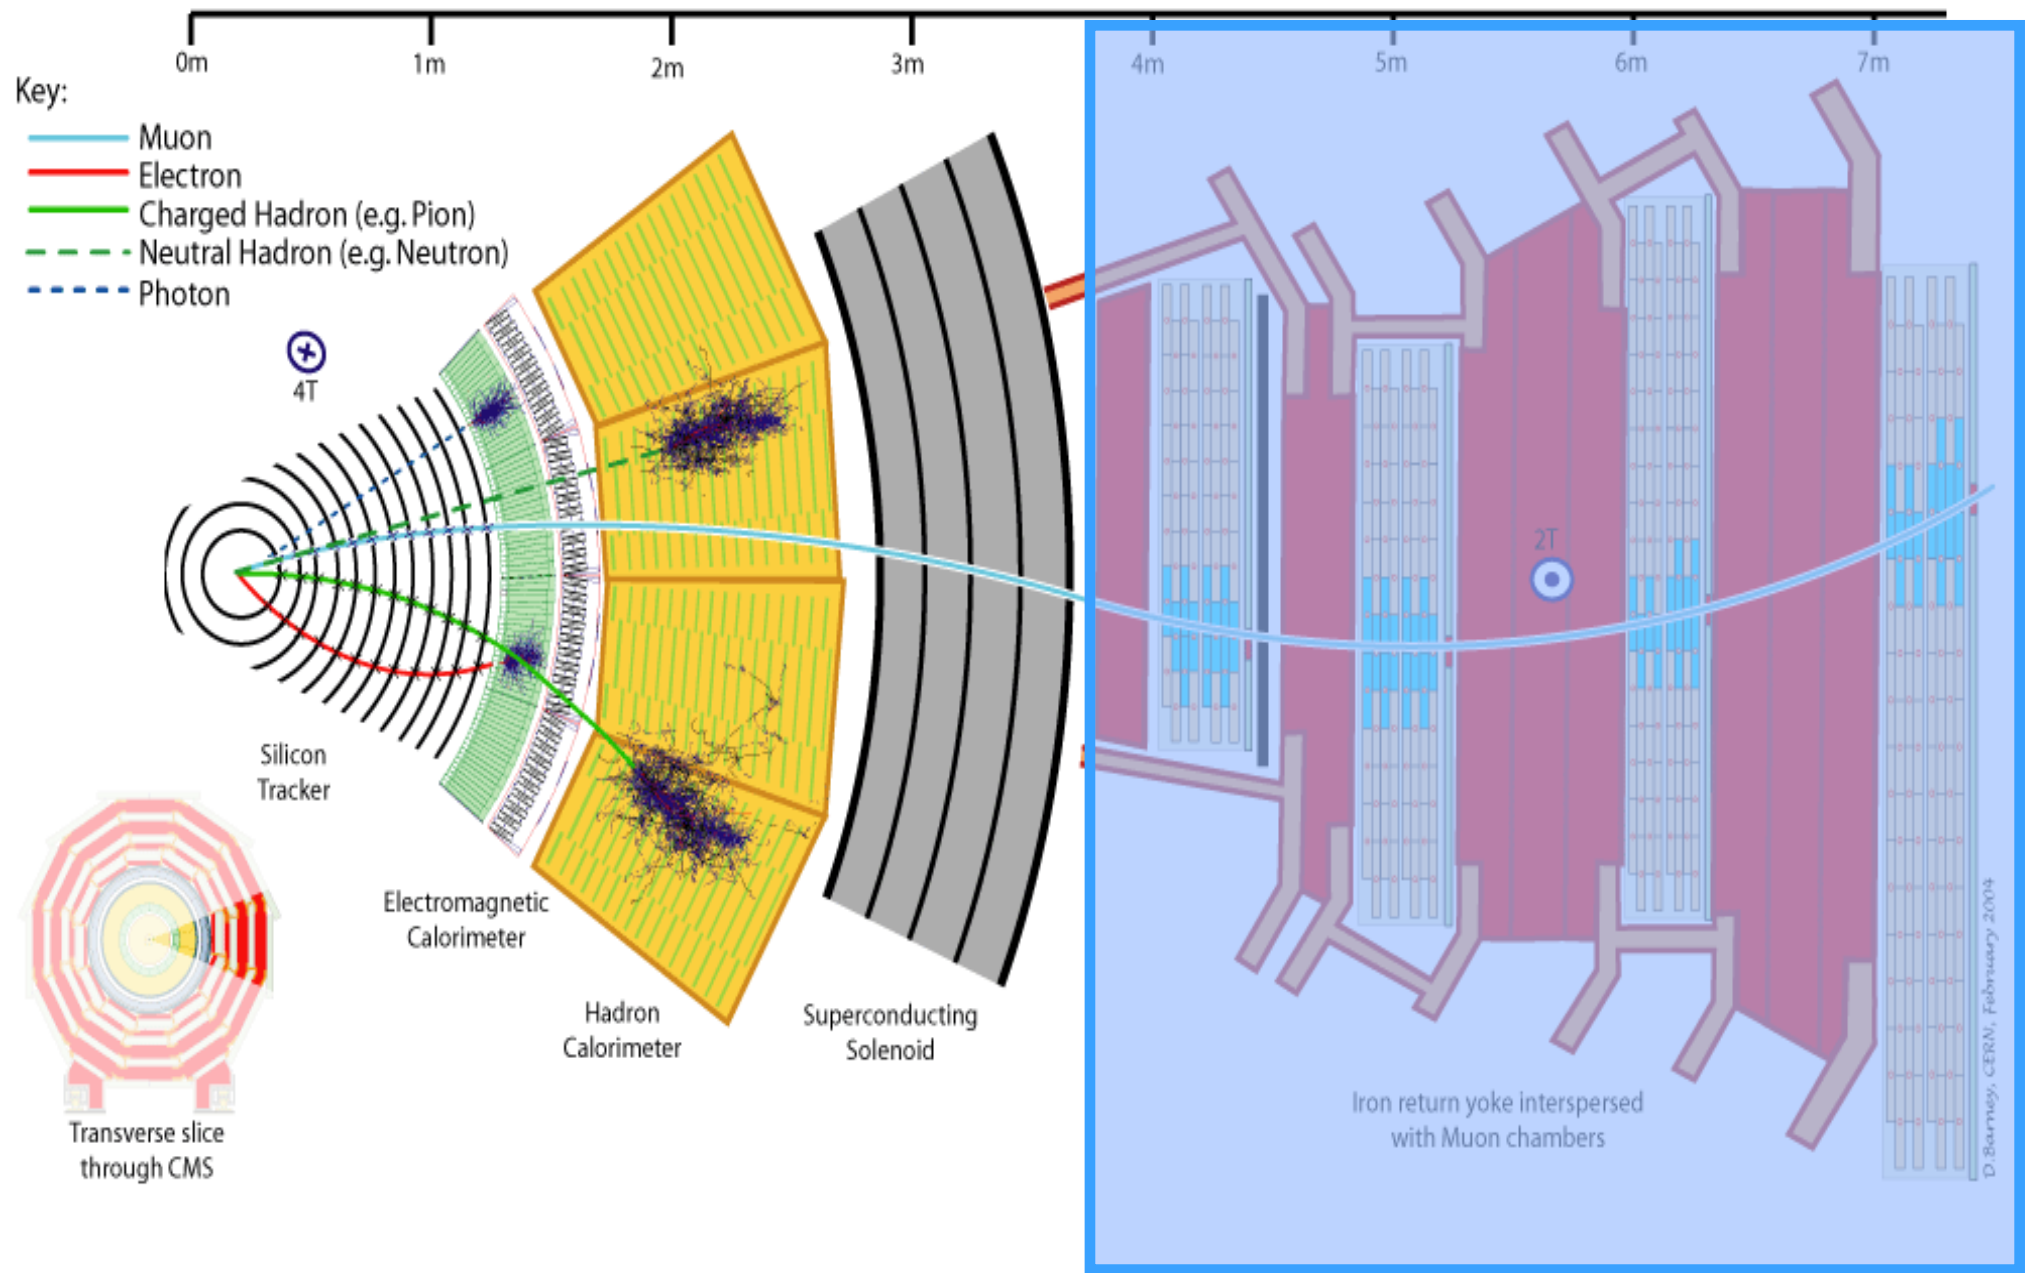 0m 1m 2m 3m 4m 5m 6m 7m
Key:
Muon
Electron
Charged Hadron (e.g. Pion)
Neutral Hadron (e.g. Neutron)
Photon
4T
2T
Silicon
Tracker
Electromagnetic
Calorimeter
Hadron
Calorimeter
Superconducting
Solenoid
Iron return yoke interspersed
with Muon chambers
Transverse slice
through CMS
D.Barney, CERN, February 2004